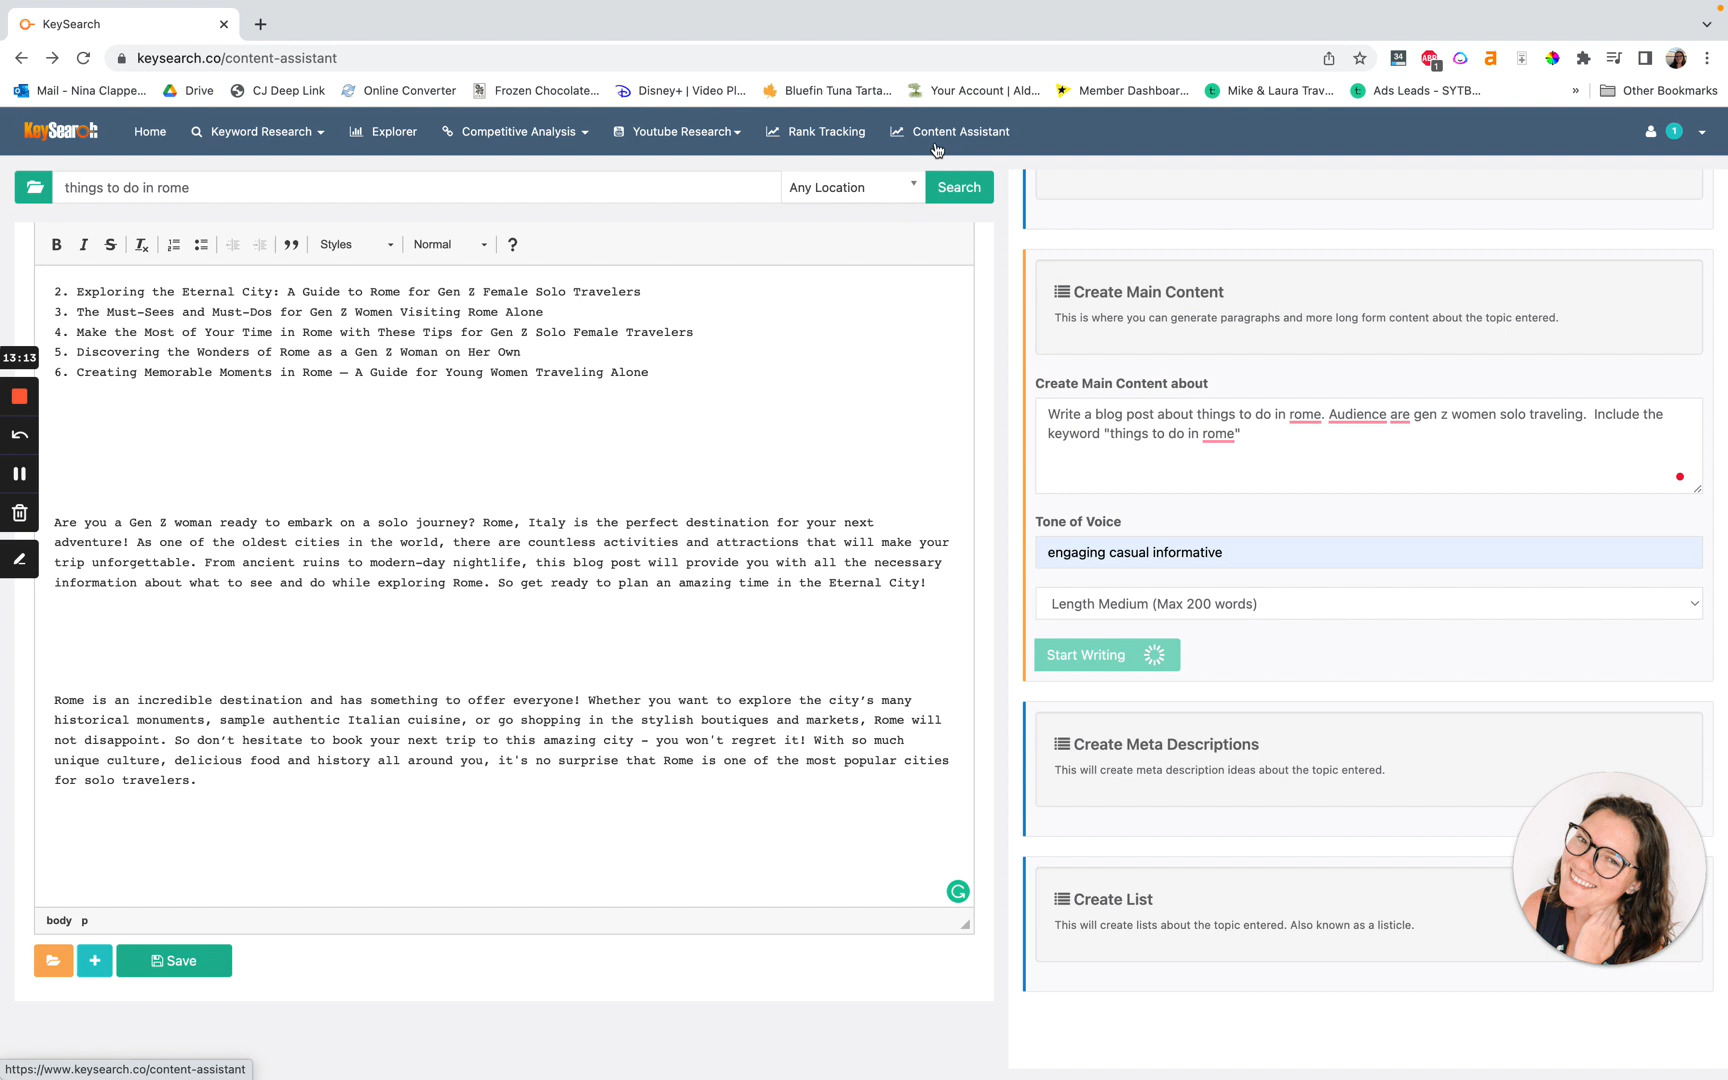 KeySearch
keysearch.co/content-assistant
34
ABP
1
Mail - Nina Clappe...
Drive
CJ Deep Link
Online Converter
Frozen Chocolate...
Disney+ | Video Pl...
Bluefin Tuna Tarta...
Your Account | Ald...
Member Dashboar...
Mike & Laura Trav...
Ads Leads - SYTB...
»
Other Bookmarks
KeySearch
Home
Keyword Research
Explorer
Competitive Analysis
Youtube Research
Rank Tracking
Content Assistant
1
things to do in rome
Any Location
Search
B I S Tx
Styles
Normal
?
2. Exploring the Eternal City: A Guide to Rome for Gen Z Female Solo Travelers
3. The Must-Sees and Must-Dos for Gen Z Women Visiting Rome Alone
4. Make the Most of Your Time in Rome with These Tips for Gen Z Solo Female Travelers
5. Discovering the Wonders of Rome as a Gen Z Woman on Her Own
6. Creating Memorable Moments in Rome – A Guide for Young Women Traveling Alone
13:13
Are you a Gen Z woman ready to embark on a solo journey? Rome, Italy is the perfect destination for your next
adventure! As one of the oldest cities in the world, there are countless activities and attractions that will make your
trip unforgettable. From ancient ruins to modern-day nightlife, this blog post will provide you with all the necessary
information about what to see and do while exploring Rome. So get ready to plan an amazing time in the Eternal City!
Rome is an incredible destination and has something to offer everyone! Whether you want to explore the city’s many
historical monuments, sample authentic Italian cuisine, or go shopping in the stylish boutiques and markets, Rome will
not disappoint. So don’t hesitate to book your next trip to this amazing city - you won't regret it! With so much
unique culture, delicious food and history all around you, it's no surprise that Rome is one of the most popular cities
for solo travelers.
body p
Save
Create Main Content
This is where you can generate paragraphs and more long form content about the topic entered.
Create Main Content about
Write a blog post about things to do in rome. Audience are gen z women solo traveling. Include the
keyword "things to do in rome"
Tone of Voice
engaging casual informative
Length Medium (Max 200 words)
Start Writing
Create Meta Descriptions
This will create meta description ideas about the topic entered.
Create List
This will create lists about the topic entered. Also known as a listicle.
https://www.keysearch.co/content-assistant